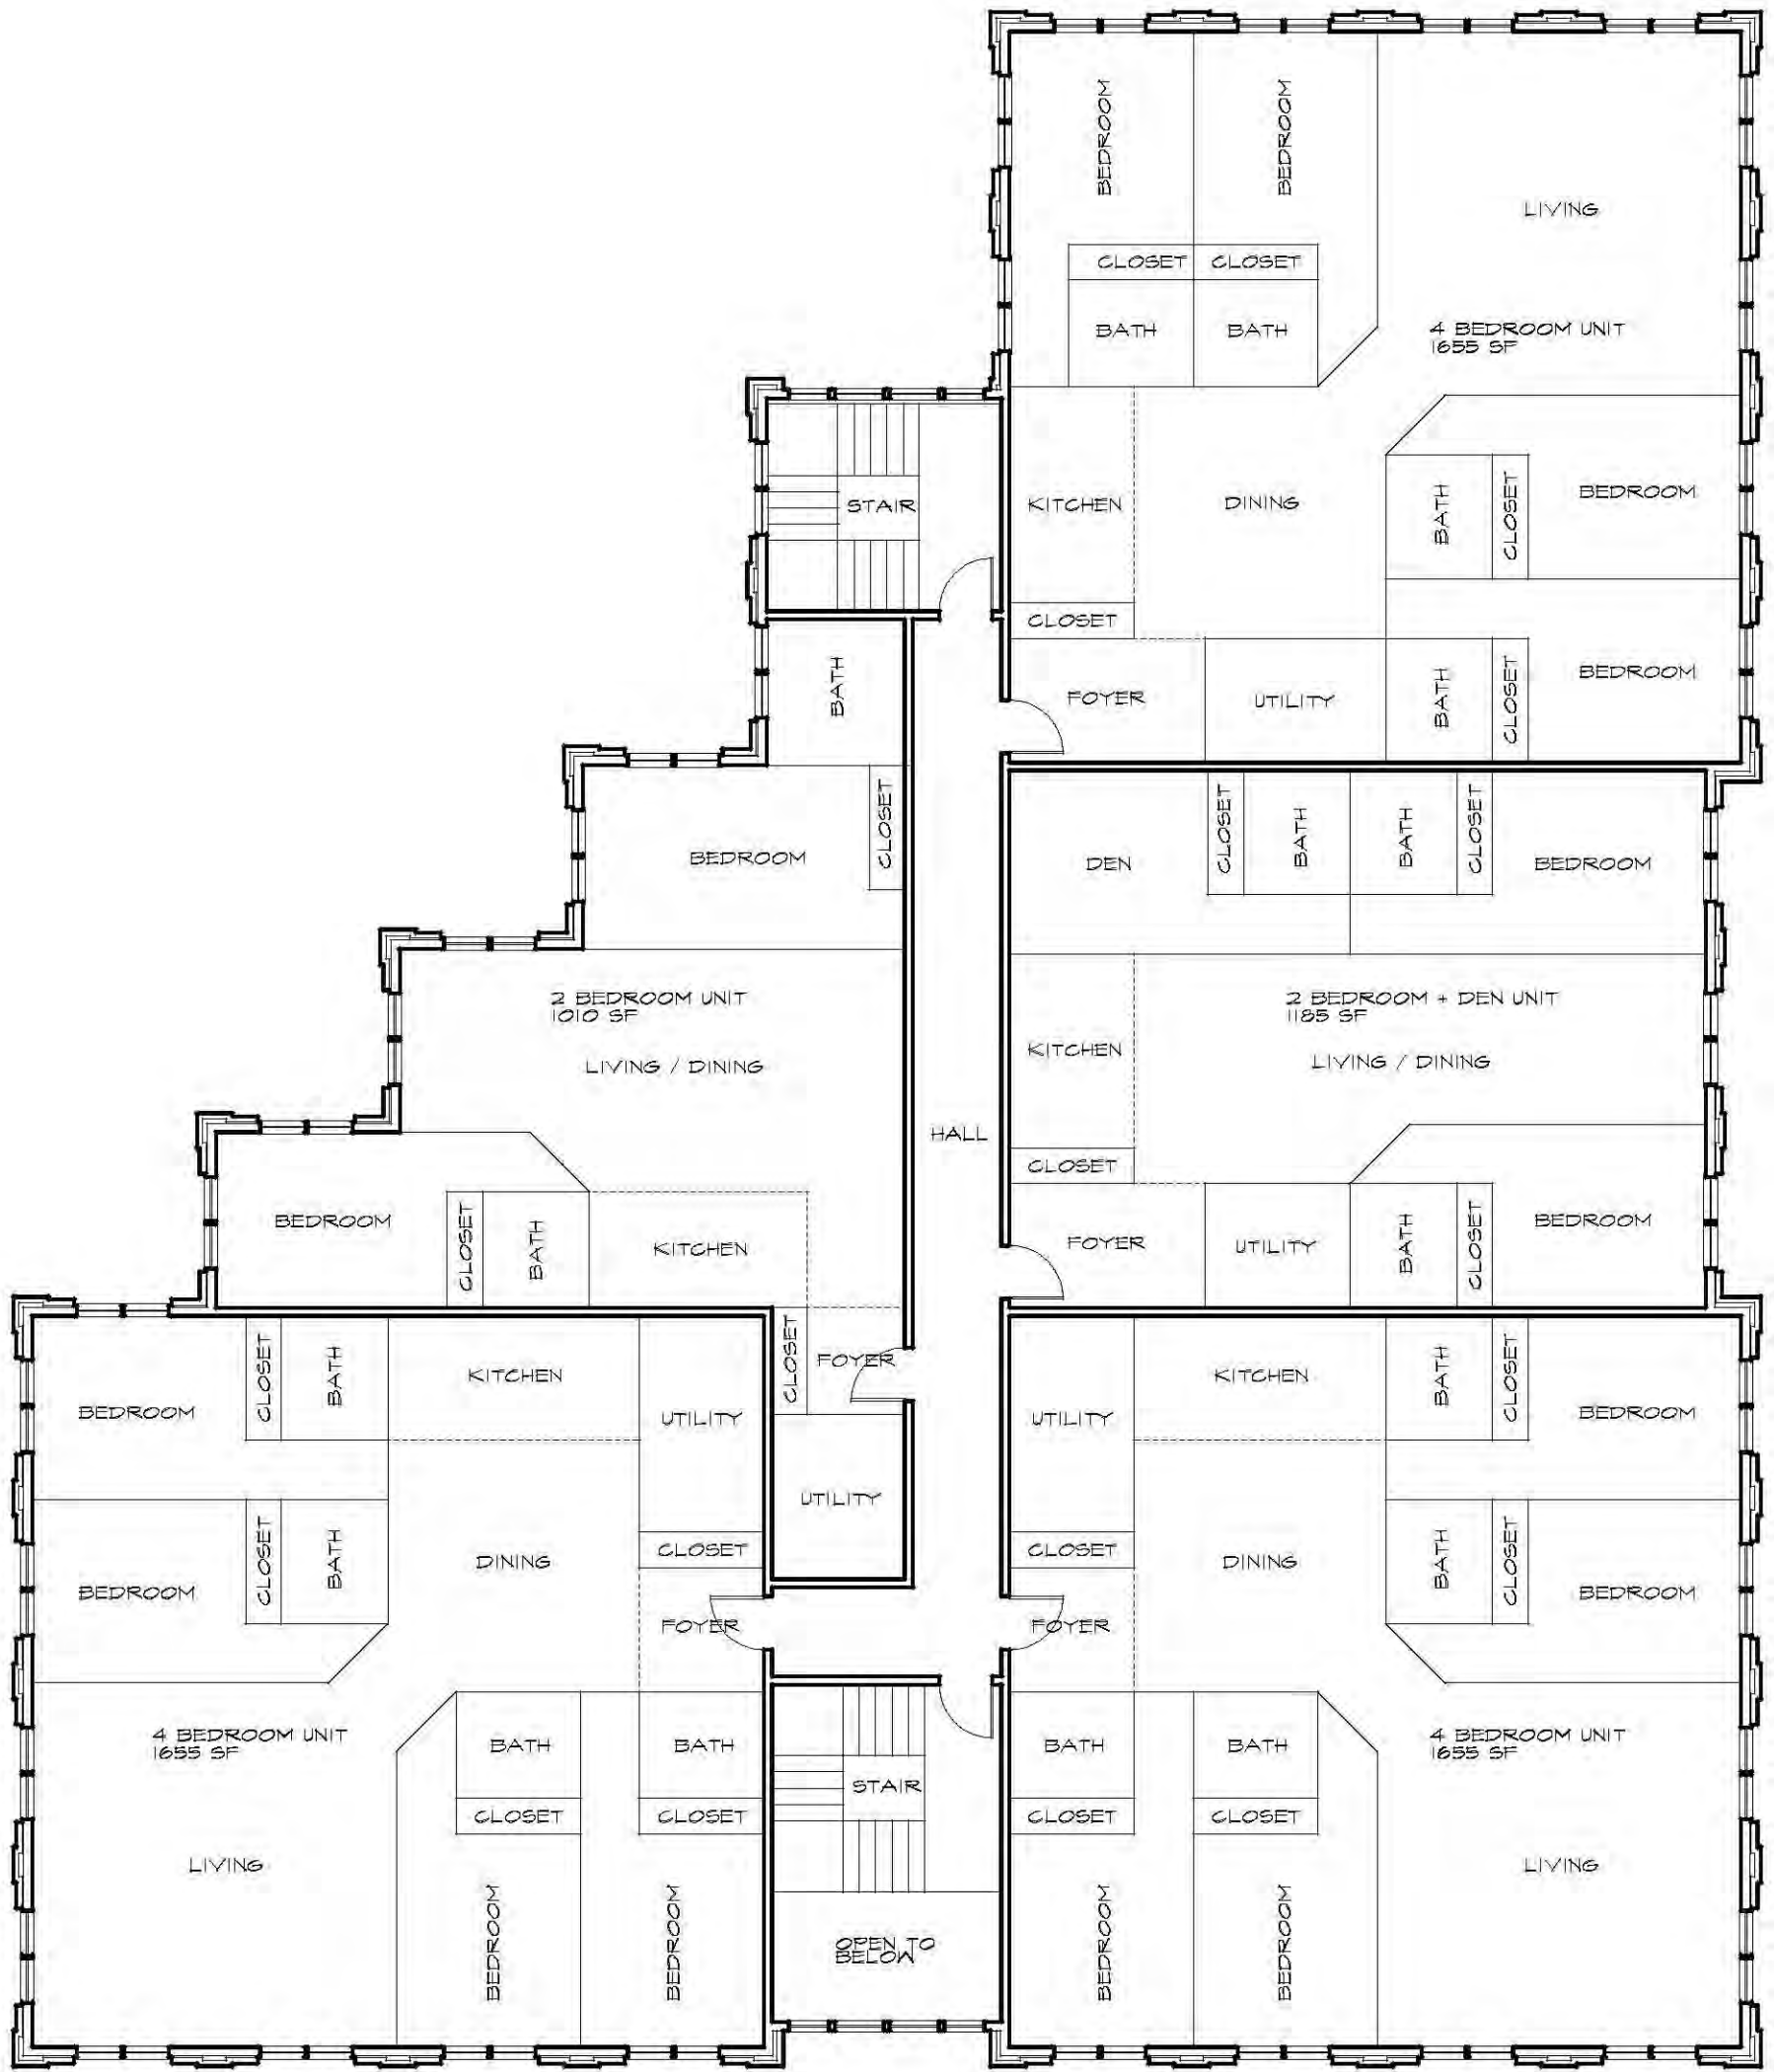 BEDROOM
BEDROOM
LIVING
CLOSET
CLOSET
BATH
BATH
4 BEDROOM UNIT
1655 SF
STAIR
KITCHEN
DINING
BATH
CLOSET
BEDROOM
CLOSET
FOYER
UTILITY
BATH
CLOSET
BEDROOM
BATH
BEDROOM
CLOSET
DEN
CLOSET
BATH
BATH
CLOSET
BEDROOM
2 BEDROOM UNIT
1010 SF
LIVING / DINING
2 BEDROOM + DEN UNIT
1185 SF
KITCHEN
LIVING / DINING
HALL
CLOSET
BEDROOM
CLOSET
BATH
KITCHEN
FOYER
UTILITY
BATH
CLOSET
BEDROOM
BEDROOM
CLOSET
BATH
KITCHEN
UTILITY
CLOSET
FOYER
UTILITY
KITCHEN
BATH
CLOSET
BEDROOM
UTILITY
BEDROOM
CLOSET
BATH
DINING
CLOSET
FOYER
CLOSET
DINING
BATH
CLOSET
BEDROOM
FOYER
4 BEDROOM UNIT
1655 SF
BATH
BATH
STAIR
BATH
BATH
4 BEDROOM UNIT
1655 SF
CLOSET
CLOSET
CLOSET
CLOSET
LIVING
BEDROOM
BEDROOM
OPEN TO
BELOW
BEDROOM
BEDROOM
LIVING